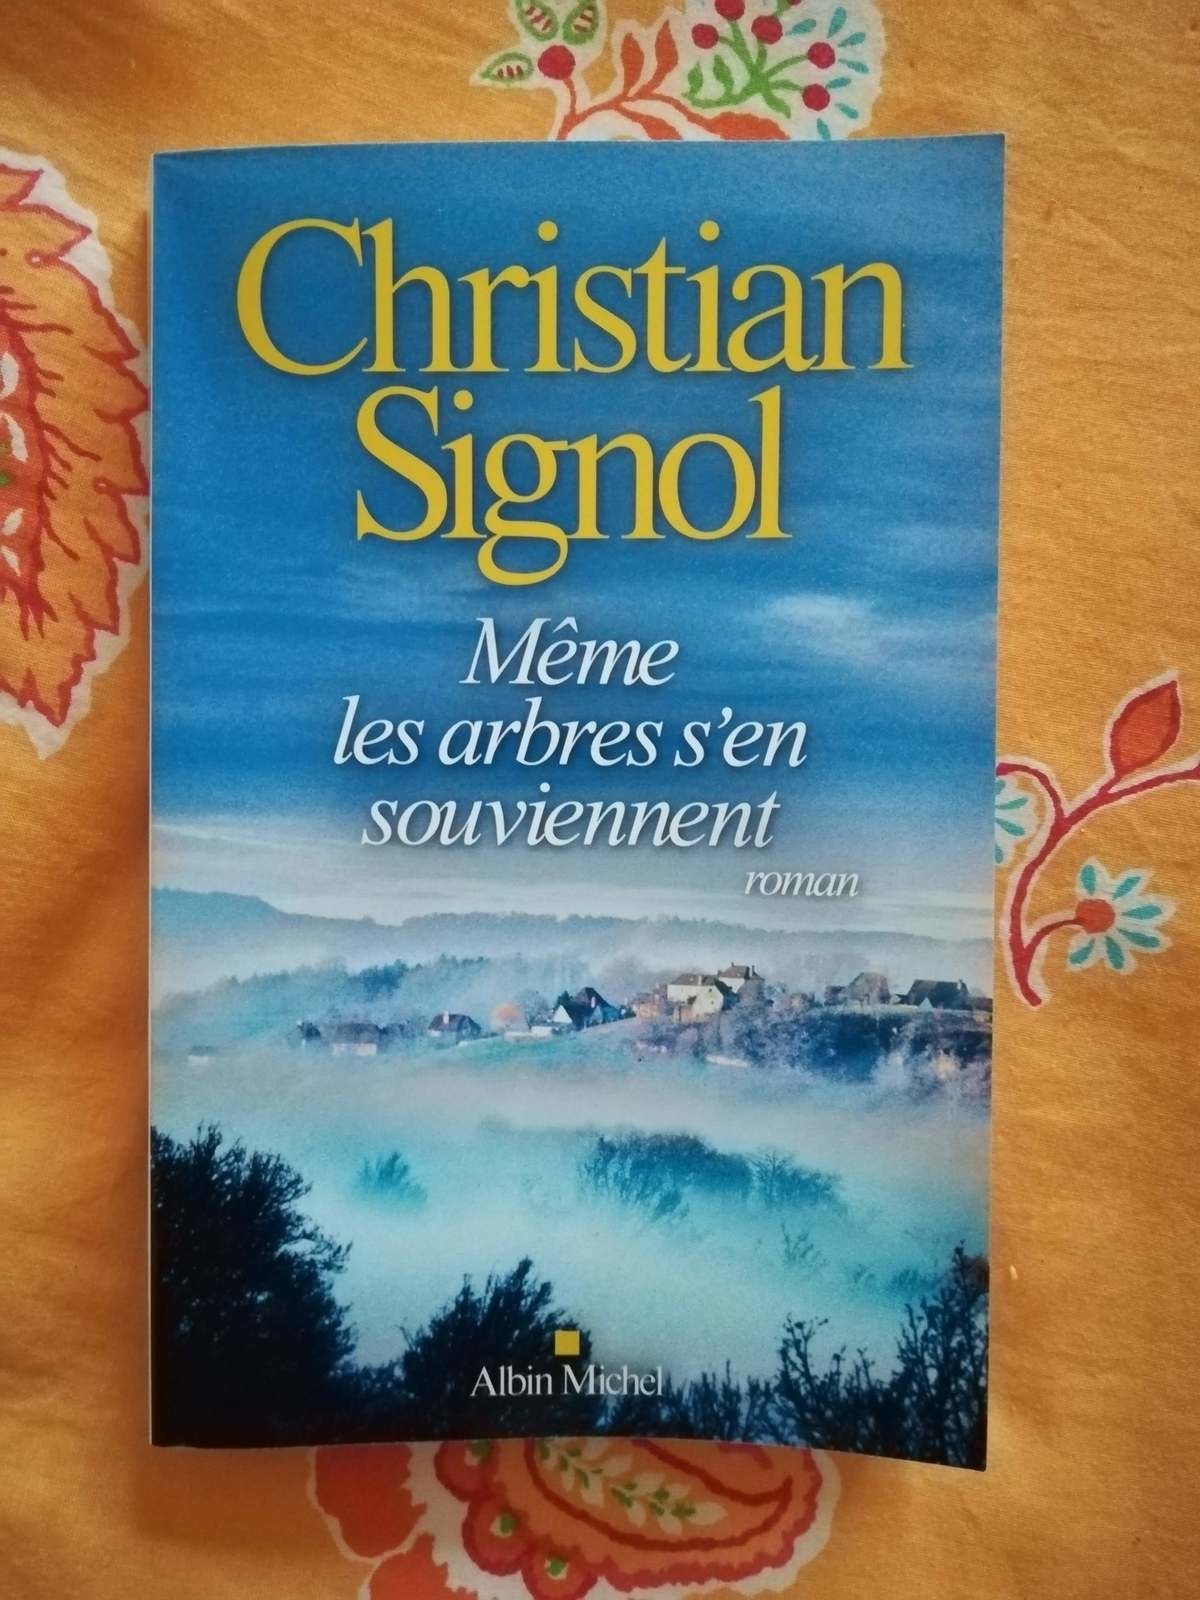 Christian
Signol
Même
les arbres s'en
souviennent
roman
Albin Michel